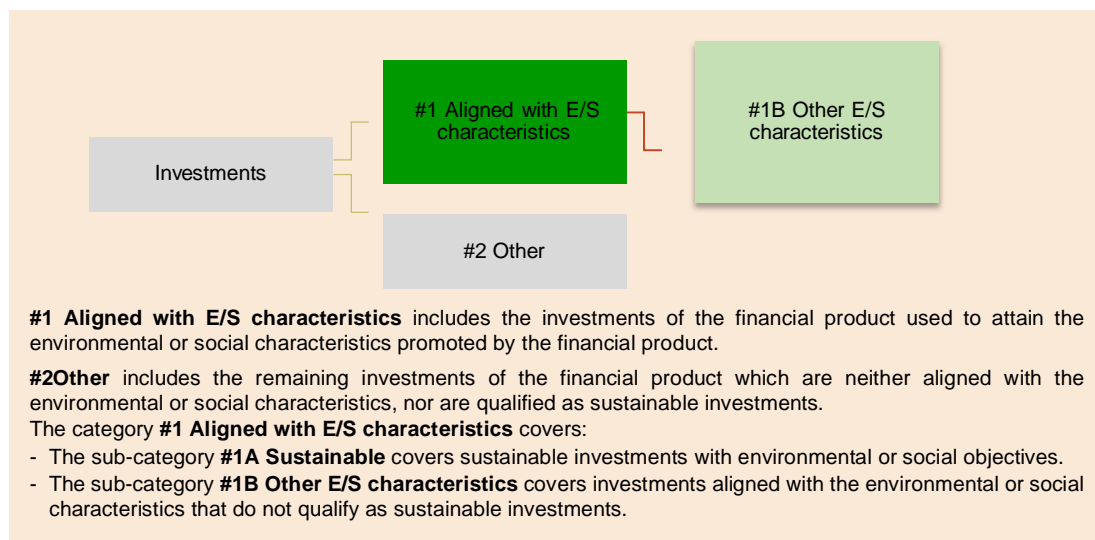 #1 Aligned with E/S
characteristics
#1B Other E/S
characteristics
Investments
#2 Other
#1 Aligned with E/S characteristics includes the investments of the financial product used to attain the
environmental or social characteristics promoted by the financial product.
#2Other includes the remaining investments of the financial product which are neither aligned with the
environmental or social characteristics, nor are qualified as sustainable investments.
The category #1 Aligned with E/S characteristics covers:
- The sub-category #1A Sustainable covers sustainable investments with environmental or social objectives.
- The sub-category #1B Other E/S characteristics covers investments aligned with the environmental or social
characteristics that do not qualify as sustainable investments.